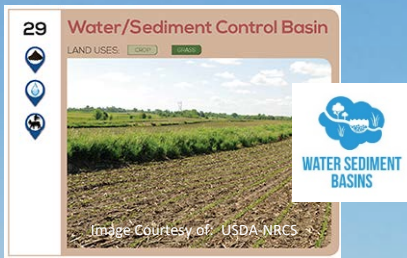 29
Water/Sediment Control Basin
LAND USES: CROP GRASS
Image Courtesy of: USDA-NRCS
WATER SEDIMENT
BASINS